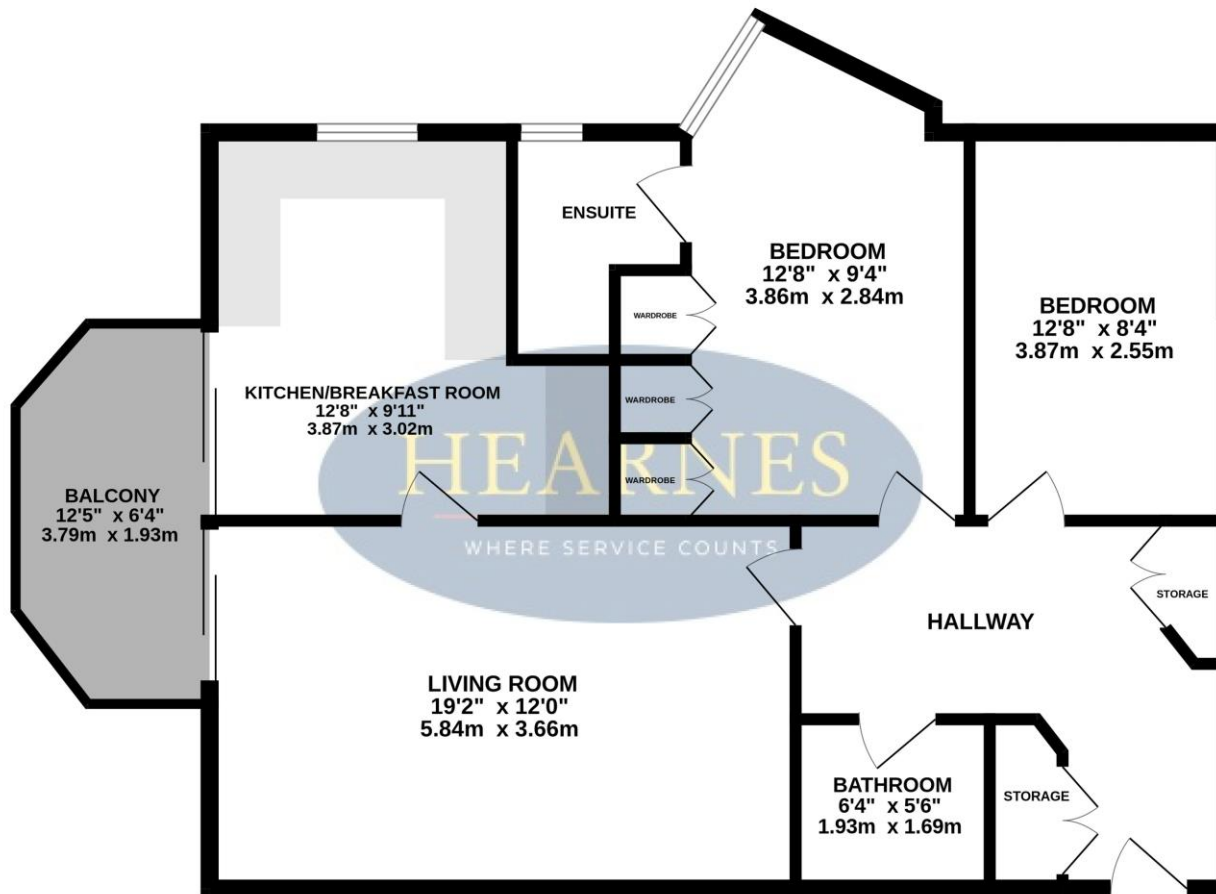 ENSUITE
BEDROOM
12'8" x 9'4"
3.86m x 2.84m
BEDROOM
12'8" x 8'4"
3.87m x 2.55m
WARDROBE
WARDROBE
WARDROBE
KITCHEN/BREAKFAST ROOM
12'8" x 9'11"
3.87m x 3.02m
HEARNES
WHERE SERVICE COUNTS
BALCONY
12'5" x 6'4"
3.79m x 1.93m
STORAGE
HALLWAY
LIVING ROOM
19'2" x 12'0"
5.84m x 3.66m
BATHROOM
6'4" x 5'6"
1.93m x 1.69m
STORAGE